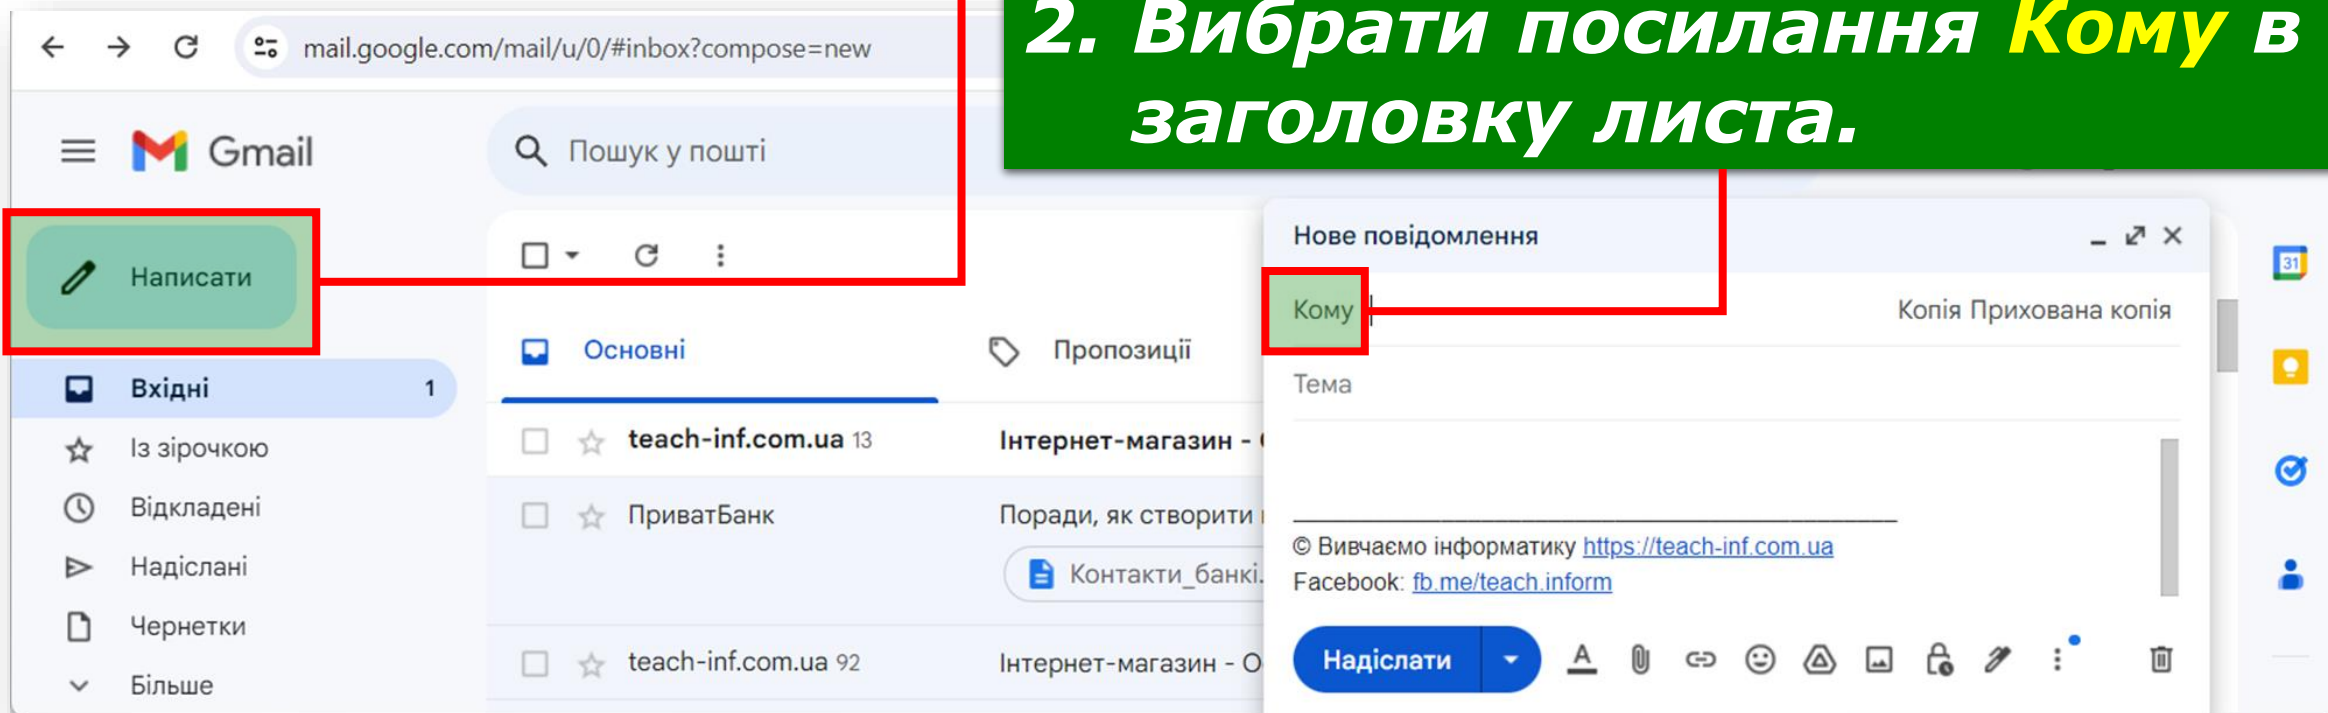 2. Вибрати посилання Кому в
заголовку листа.
mail.google.com/mail/u/0/#inbox?compose=new
Gmail
Пошук у пошті
Написати
Вхідні 1
Із зірочкою
Відкладені
Надіслані
Чернетки
Більше
Основні
Пропозиції
teach-inf.com.ua 13
Інтернет-магазин -
ПриватБанк
Поради, як створити
Контакти_банкі.
teach-inf.com.ua 92
Інтернет-магазин - О
Нове повідомлення
Кому
Копія Прихована копія
Тема
© Вивчаємо інформатику https://teach-inf.com.ua
Facebook: fb.me/teach.inform
Надіслати
31